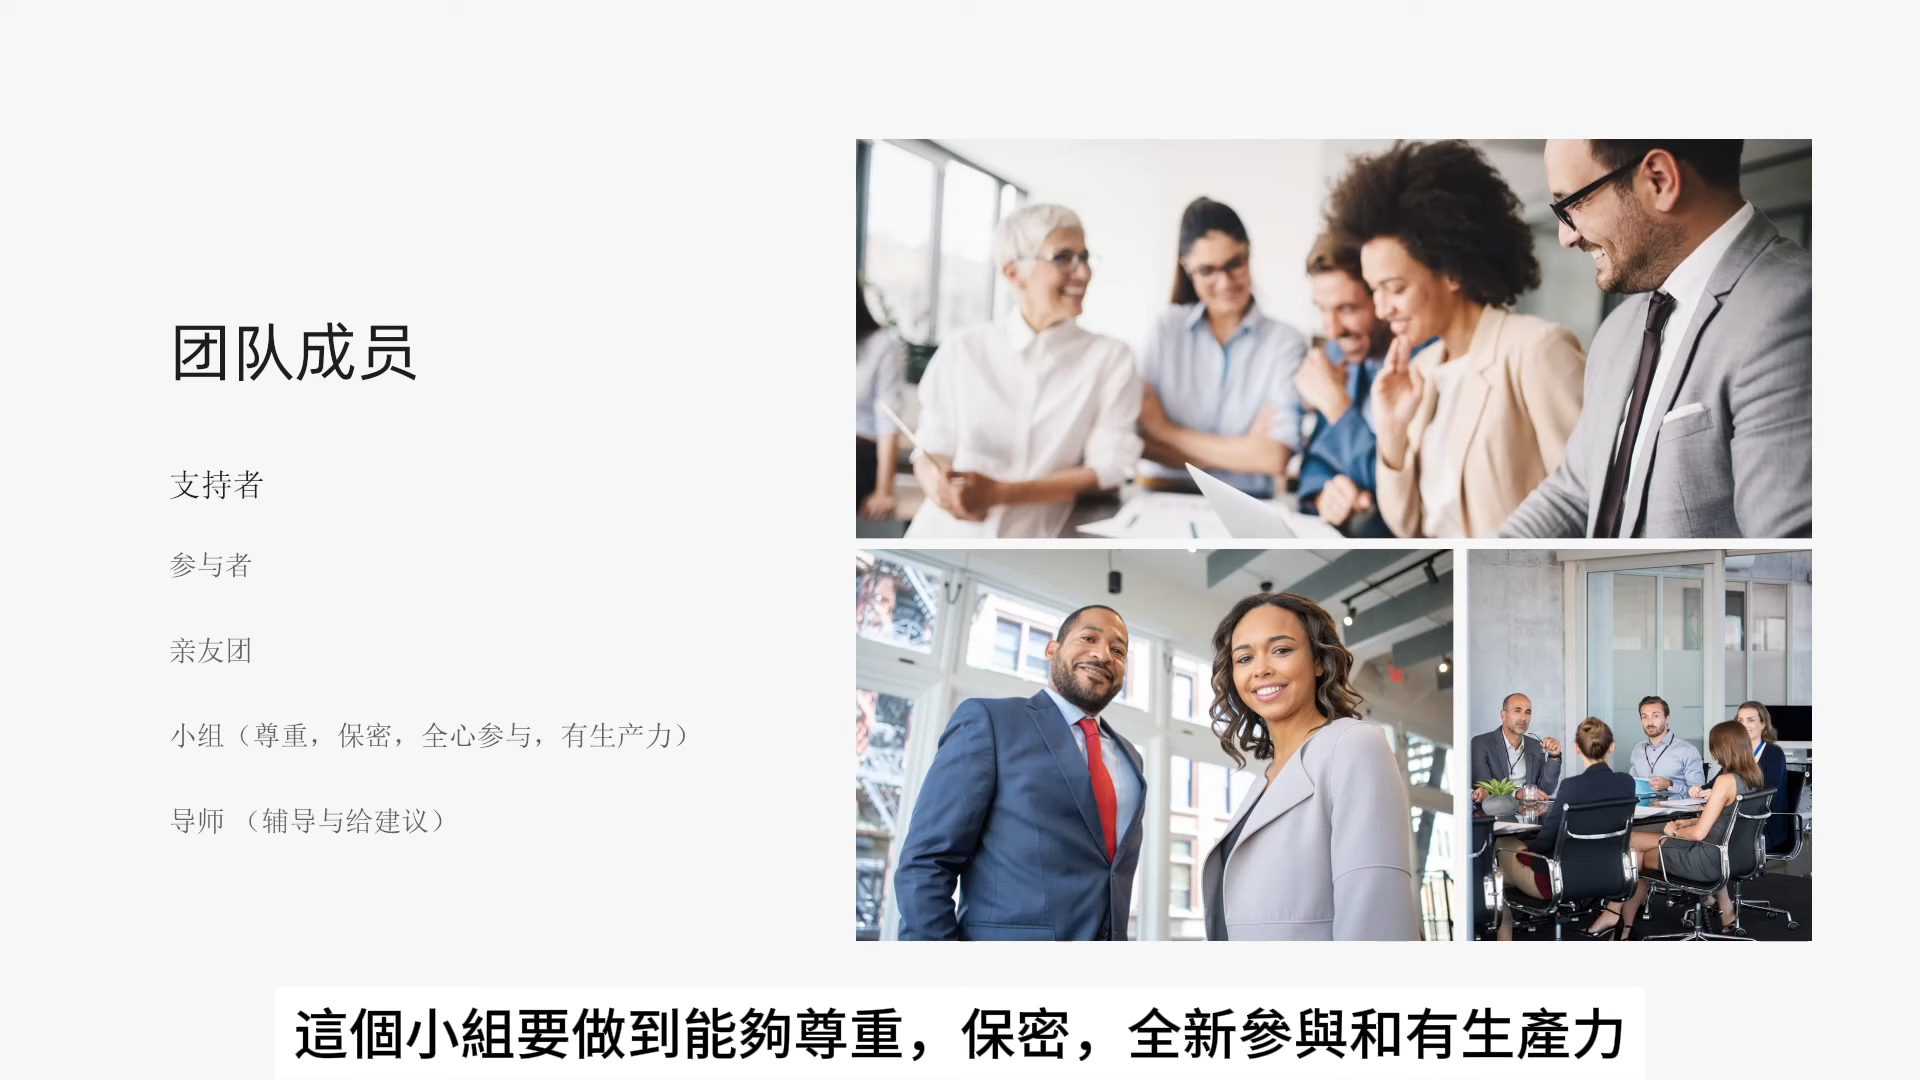 团队成员
支持者
参与者
亲友团
小组（尊重，保密，全心参与，有生产力）
导师 （辅导与给建议）
這個小組要做到能夠尊重，保密，全新參與和有生產力